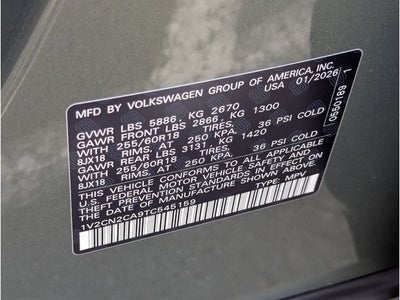 MFD BY VOLKSWAGEN GROUP OF AMERICA, INC.
USA 01/2026
GVWR LBS 5886, KG 2670
GAWR FRONT LBS 2866, KG 1300
WITH 255/60R18 TIRES,
8JX18 RIMS, AT 250 KPA, 36 PSI COLD
GAWR REAR LBS 3131, KG 1420
WITH 255/60R18 TIRES,
8JX18 RIMS, AT 250 KPA, 36 PSI COLD
THIS VEHICLE CONFORMS TO ALL APPLICABLE
U.S. FEDERAL MOTOR VEHICLE SAFETY AND
THEFT PREVENTION STANDARDS IN EFFECT ON
THE DATE OF MANUFACTURE SHOWN ABOVE.
1V2CN2CA9TC545159 TYPE: MPV
0550189 1